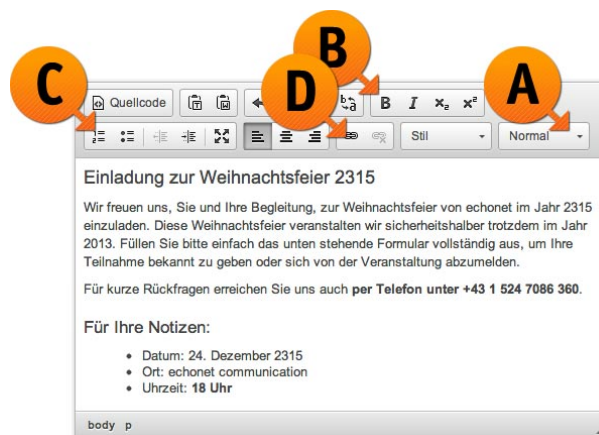 B
C
D
A
Quellcode
B I x₂ x²
Stil
Normal
Einladung zur Weihnachtsfeier 2315
Wir freuen uns, Sie und Ihre Begleitung, zur Weihnachtsfeier von echonet im Jahr 2315
einzuladen. Diese Weihnachtsfeier veranstalten wir sicherheitshalber trotzdem im Jahr
2013. Füllen Sie bitte einfach das unten stehende Formular vollständig aus, um Ihre
Teilnahme bekannt zu geben oder sich von der Veranstaltung abzumelden.
Für kurze Rückfragen erreichen Sie uns auch per Telefon unter +43 1 524 7086 360.
Für Ihre Notizen:
• Datum: 24. Dezember 2315
• Ort: echonet communication
• Uhrzeit: 18 Uhr
body p